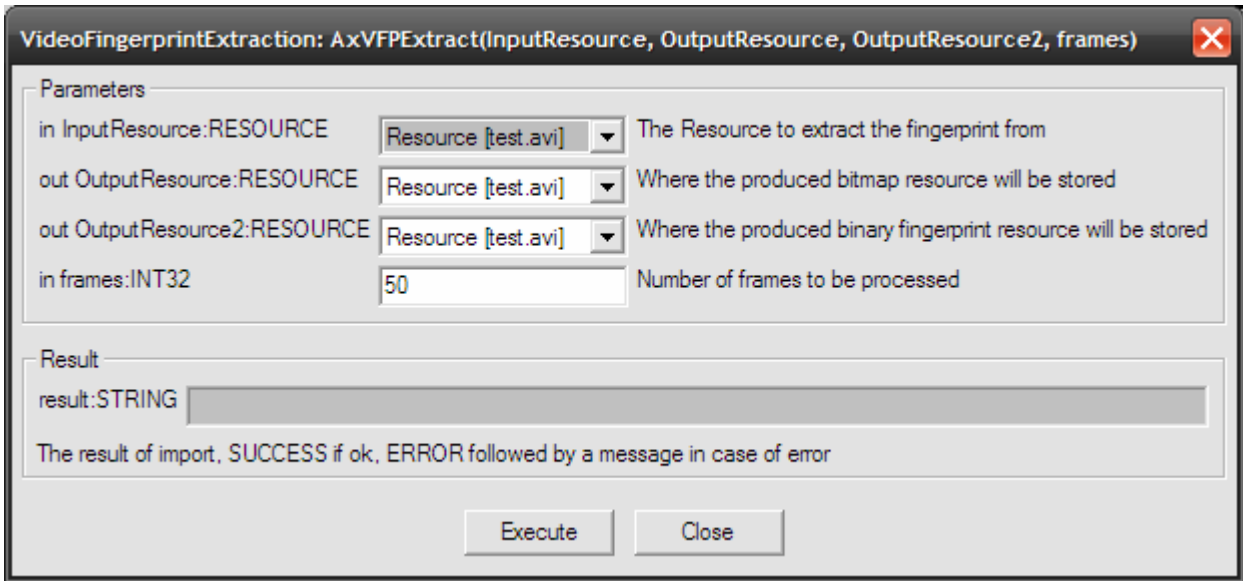 VideoFingerprintExtraction: AxVFPExtract(InputResource, OutputResource, OutputResource2, frames)
Parameters
in InputResource:RESOURCE Resource [test.avi] The Resource to extract the fingerprint from
out OutputResource:RESOURCE Resource [test.avi] Where the produced bitmap resource will be stored
out OutputResource2:RESOURCE Resource [test.avi] Where the produced binary fingerprint resource will be stored
in frames:INT32 50 Number of frames to be processed
Result
result:STRING
The result of import, SUCCESS if ok, ERROR followed by a message in case of error
Execute Close